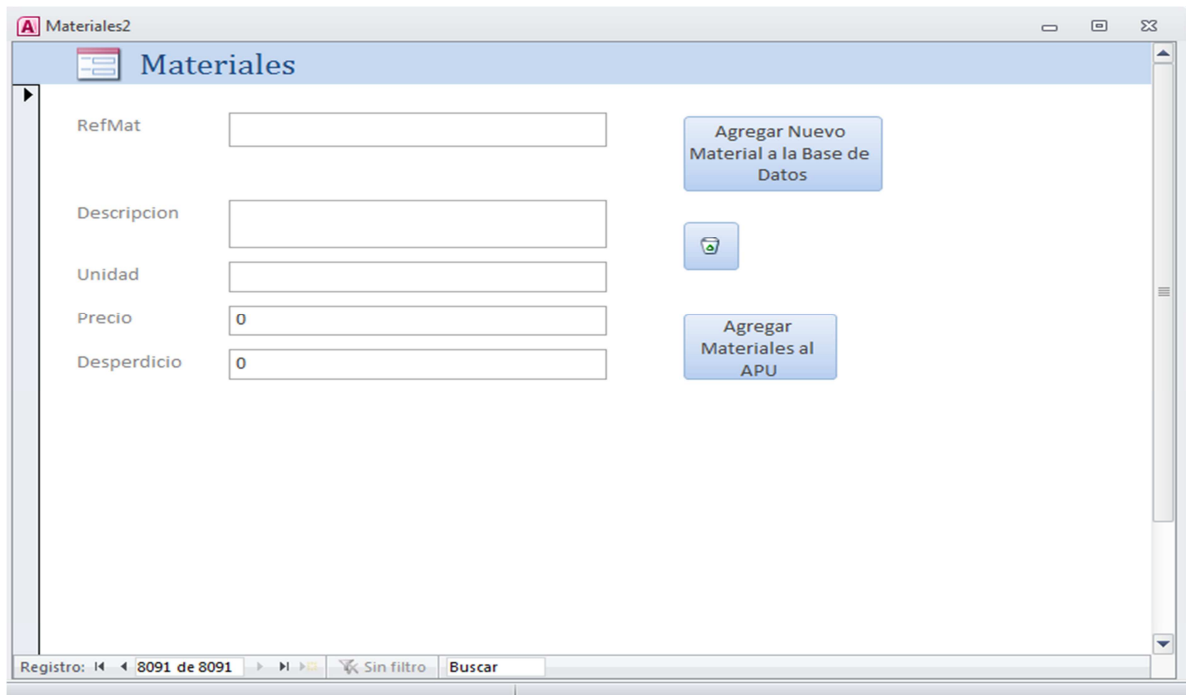 Materiales2
Materiales
RefMat
Agregar Nuevo
Material a la Base de
Datos
Descripcion
Unidad
Precio
0
Desperdicio
0
Agregar
Materiales al
APU
Registro: 8091 de 8091 Sin filtro Buscar